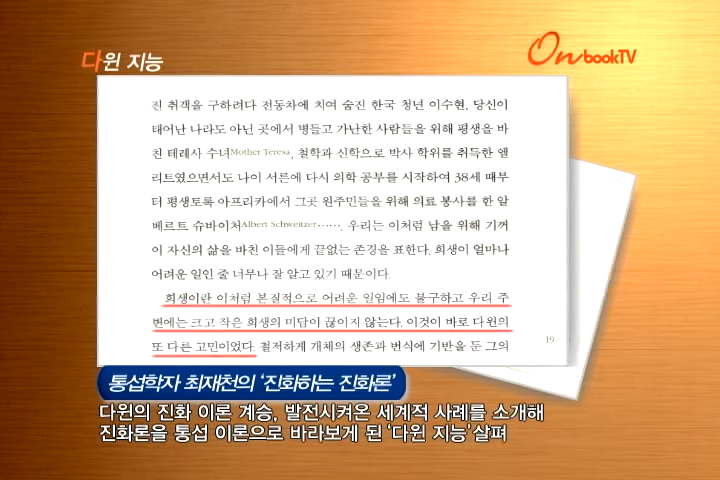 다윈 지능
On bookTV
진 취객을 구하려다 전동차에 치여 숨진 한국 청년 이수현, 당신이
태어난 나라도 아닌 곳에서 병들고 가난한 사람들을 위해 평생을 바
친 테레사 수녀Mother Teresa, 철학과 신학으로 박사 학위를 취득한 엘
리트였으면서도 나이 서른에 다시 의학 공부를 시작하여 38세 때부
터 평생토록 아프리카에서 그곳 원주민들을 위해 의료 봉사를 한 알
베르트 슈바이처Albert Schweitzer……. 우리는 이처럼 남을 위해 기꺼
이 자신의 삶을 바친 이들에게 끝없는 존경을 표한다. 희생이 얼마나
어려운 일인 줄 너무나 잘 알고 있기 때문이다.
희생이란 이처럼 본질적으로 어려운 일임에도 불구하고 우리 주
변에는 크고 작은 희생의 미담이 끊이지 않는다. 이것이 바로 다윈의
또 다른 고민이었다. 철저하게 개체의 생존과 번식에 기반을 둔 그의
19
통섭학자 최재천의 '진화하는 진화론'
다윈의 진화 이론 계승, 발전시켜온 세계적 사례를 소개해
진화론을 통섭 이론으로 바라보게 된 '다윈 지능'살펴